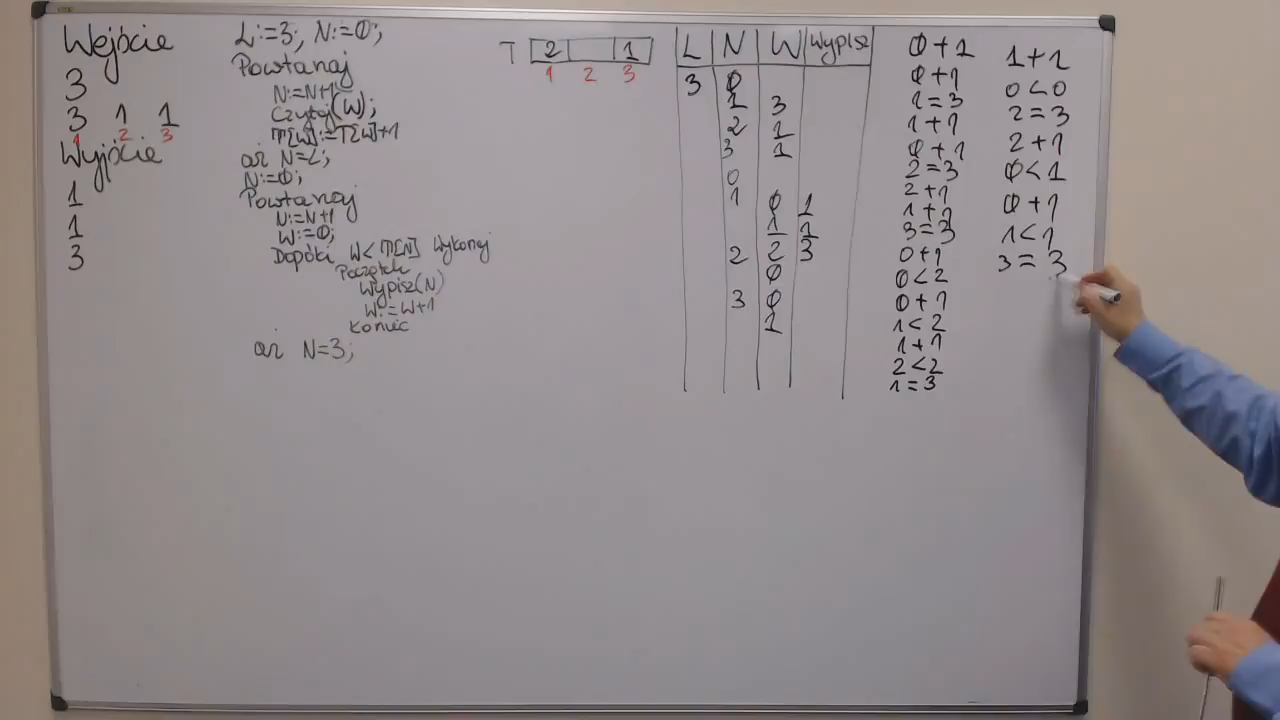 Wejście
3
3 1 1
1 2 3
Wyjście
1
1
3
L:=3; N:=0;
Powtarzaj
N:=N+1;
Czytaj(W);
T[W]:=T[W]+1
aż N=L;
N:=0;
Powtarzaj
N:=N+1
W:=0;
Dopóki W<T[N] wykonaj
Początek
Wypisz(N)
W:=W+1
Koniec
aż N=3;
T 2 1
1 2 3
L N W Wypisz
3 0
1 3
2 1
3 1
0
1 0 1
1 1
2 2 3
0
3 0
1
0+1
0+1
1=3
1+1
0+1
2=3
2+1
1+1
3=3
0+1
0<2
0+1
1<2
1+1
2<2
1=3
1+1
0<0
2=3
2+1
0<1
0+1
1<1
3=3